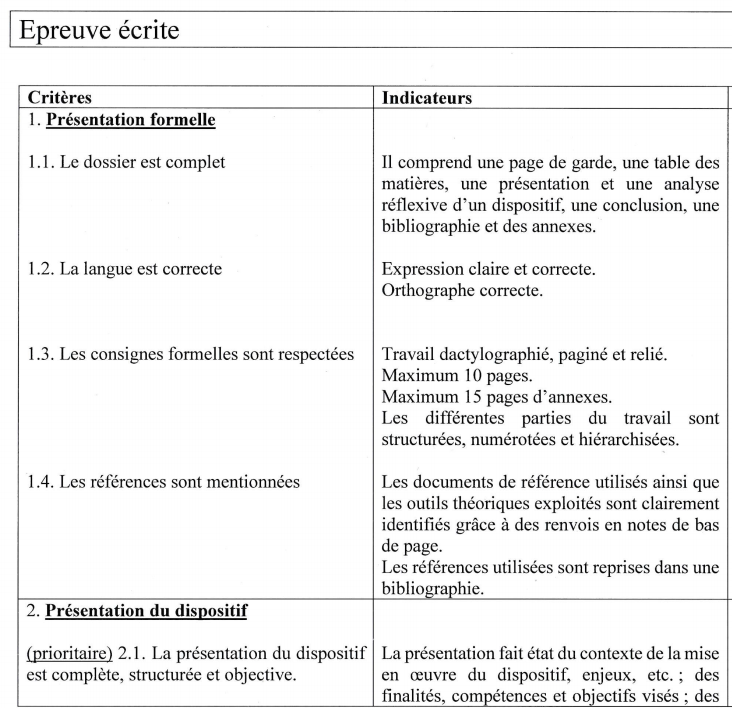 Epreuve écrite
Critères
Indicateurs
1. Présentation formelle
1.1. Le dossier est complet
Il comprend une page de garde, une table des
matières, une présentation et une analyse
réflexive d’un dispositif, une conclusion, une
bibliographie et des annexes.
1.2. La langue est correcte
Expression claire et correcte.
Orthographe correcte.
1.3. Les consignes formelles sont respectées
Travail dactylographié, paginé et relié.
Maximum 10 pages.
Maximum 15 pages d’annexes.
Les différentes parties du travail sont
structurées, numérotées et hiérarchisées.
1.4. Les références sont mentionnées
Les documents de référence utilisés ainsi que
les outils théoriques exploités sont clairement
identifiés grâce à des renvois en notes de bas
de page.
Les références utilisées sont reprises dans une
bibliographie.
2. Présentation du dispositif
(prioritaire) 2.1. La présentation du dispositif
est complète, structurée et objective.
La présentation fait état du contexte de la mise
en œuvre du dispositif, enjeux, etc. ; des
finalités, compétences et objectifs visés ; des